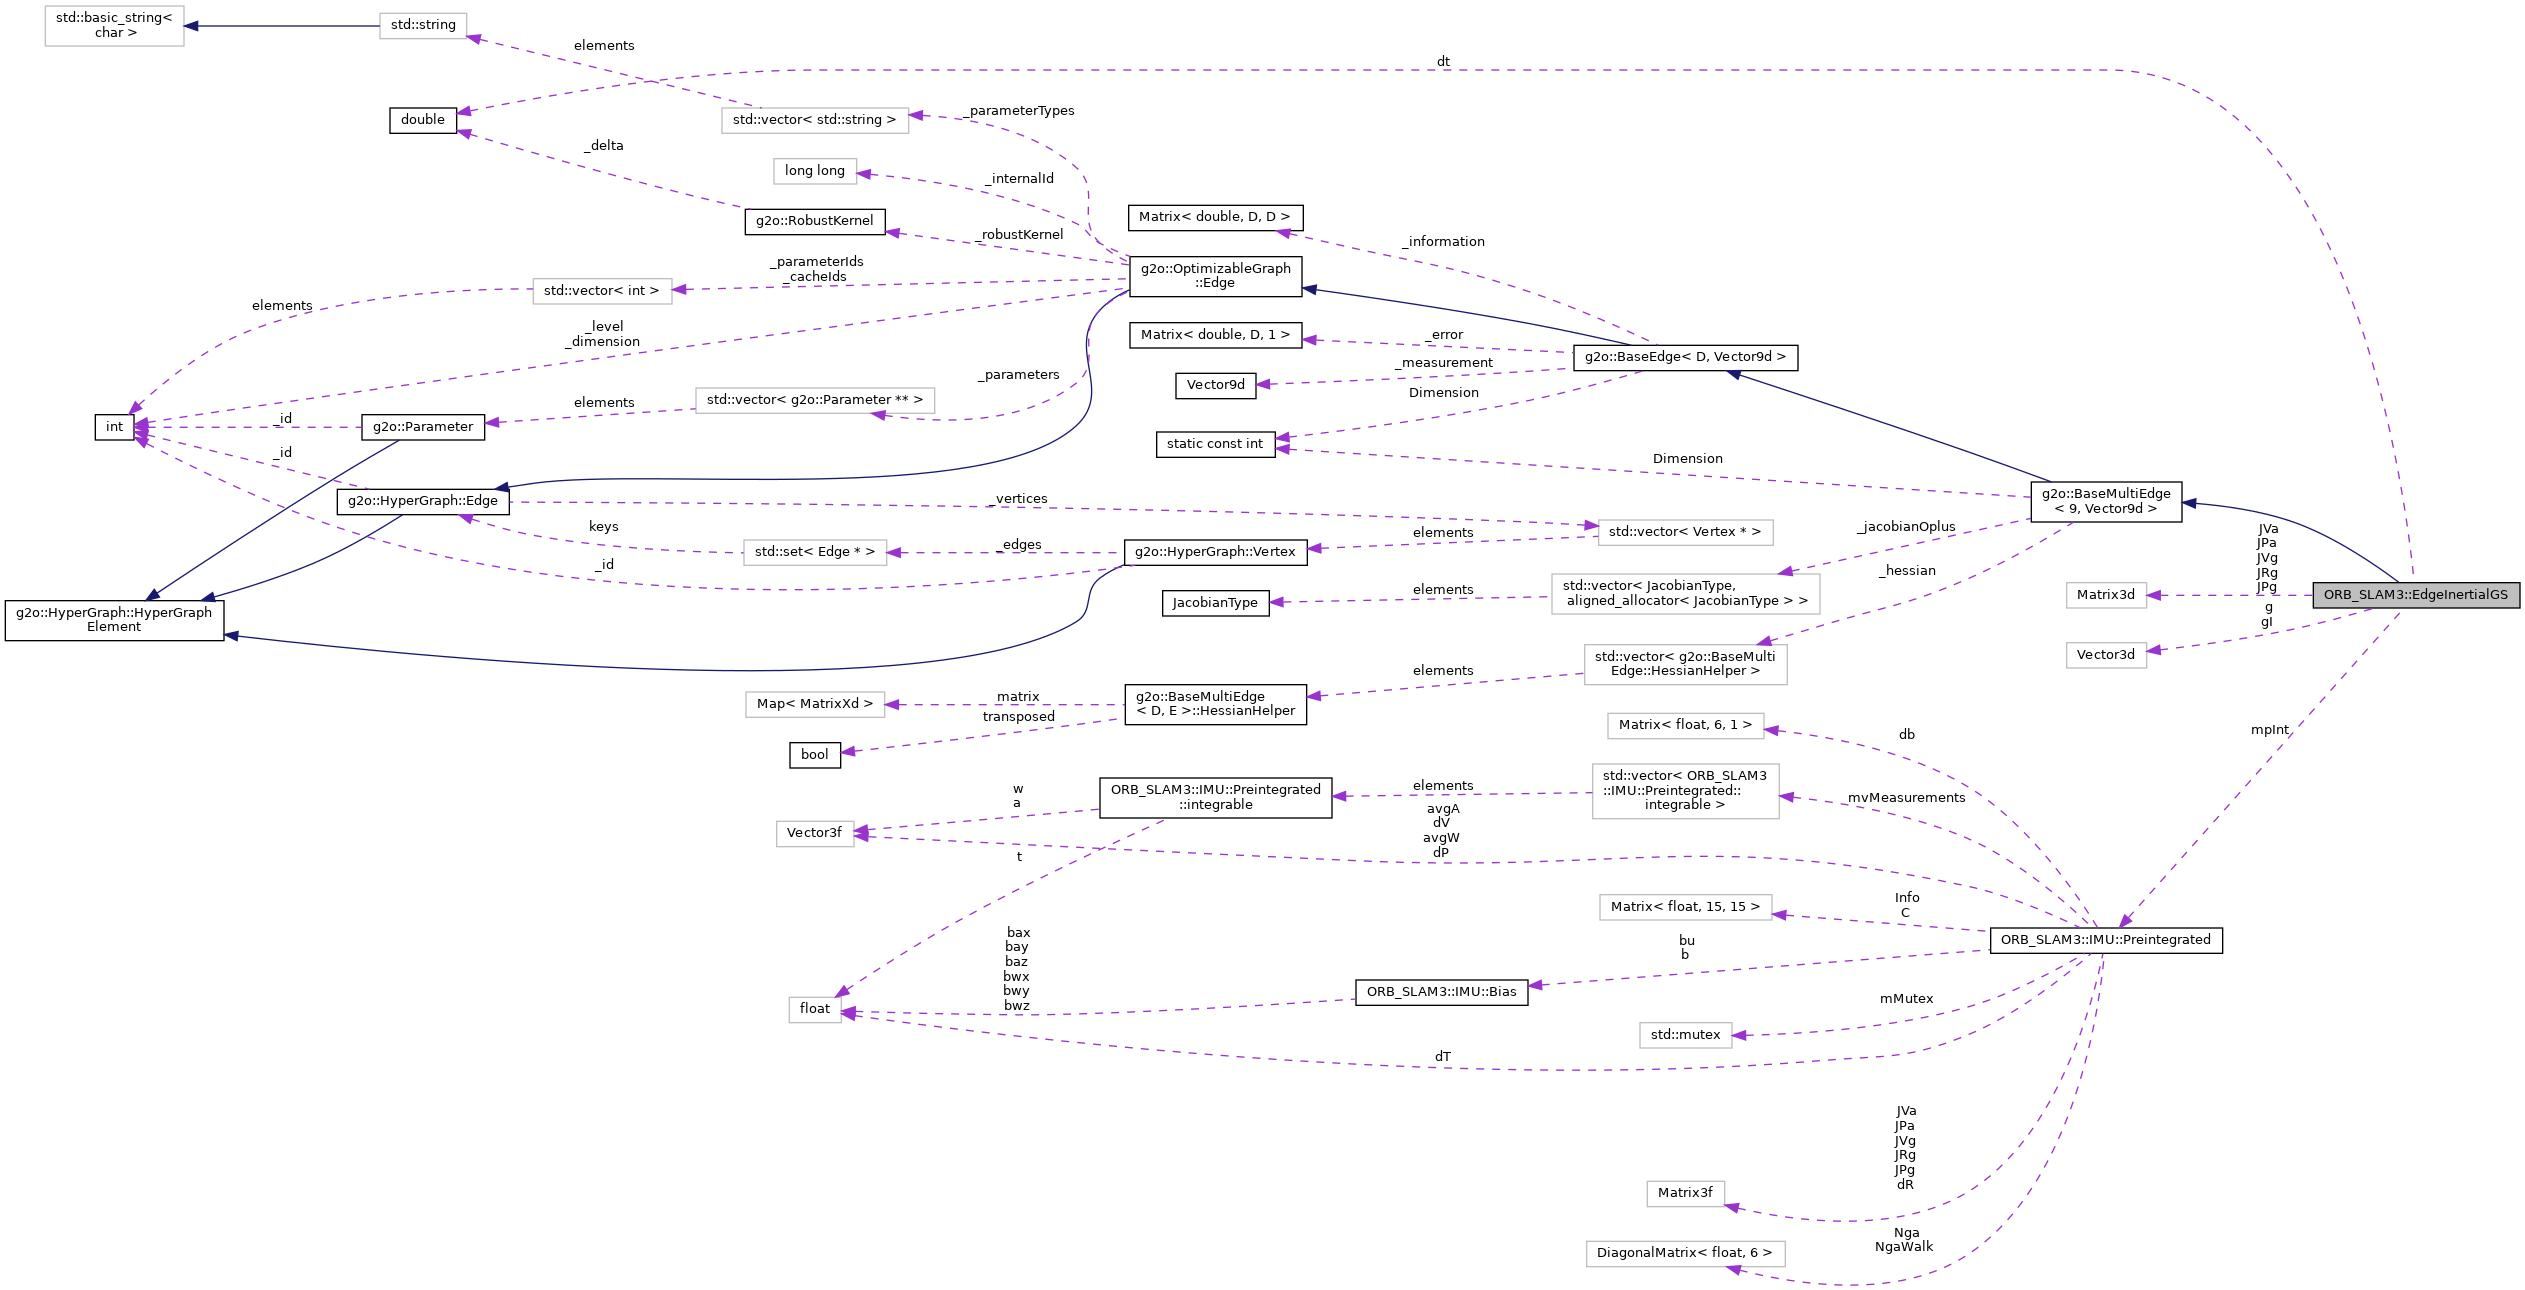 std::basic_string<
char >
std::string
elements
dt
double
std::vector< std::string >
_parameterTypes
_delta
long long
_internalId
g2o::RobustKernel
_robustKernel
Matrix< double, D, D >
_information
_parameterIds
_cacheIds
g2o::OptimizableGraph
::Edge
std::vector< int >
elements
_level
_dimension
Matrix< double, D, 1 >
_error
g2o::BaseEdge< D, Vector9d >
_measurement
Vector9d
Dimension
_parameters
std::vector< g2o::Parameter ** >
elements
int
_id
g2o::Parameter
static const int
_id
Dimension
g2o::HyperGraph::Edge
_vertices
g2o::BaseMultiEdge
< 9, Vector9d >
keys
std::vector< Vertex * >
elements
_jacobianOplus
std::set< Edge * >
_edges
g2o::HyperGraph::Vertex
_id
_hessian
JVa
JPa
JVg
JRg
JPg
Matrix3d
ORB_SLAM3::EdgeInertialGS
std::vector< JacobianType,
aligned_allocator< JacobianType > >
elements
JacobianType
g2o::HyperGraph::HyperGraph
Element
g
gI
Vector3d
std::vector< g2o::BaseMulti
Edge::HessianHelper >
elements
Map< MatrixXd >
matrix
transposed
g2o::BaseMultiEdge
< D, E >::HessianHelper
bool
Matrix< float, 6, 1 >
db
mpInt
ORB_SLAM3::IMU::Preintegrated
::integrable
elements
std::vector< ORB_SLAM3
::IMU::Preintegrated::
integrable >
mvMeasurements
w
a
Vector3f
avgA
dV
avgW
dP
t
Matrix< float, 15, 15 >
Info
C
ORB_SLAM3::IMU::Preintegrated
bu
b
bax
bay
baz
bwx
bwy
bwz
ORB_SLAM3::IMU::Bias
float
mMutex
std::mutex
dT
JVa
JPa
JVg
JRg
JPg
dR
Matrix3f
Nga
NgaWalk
DiagonalMatrix< float, 6 >